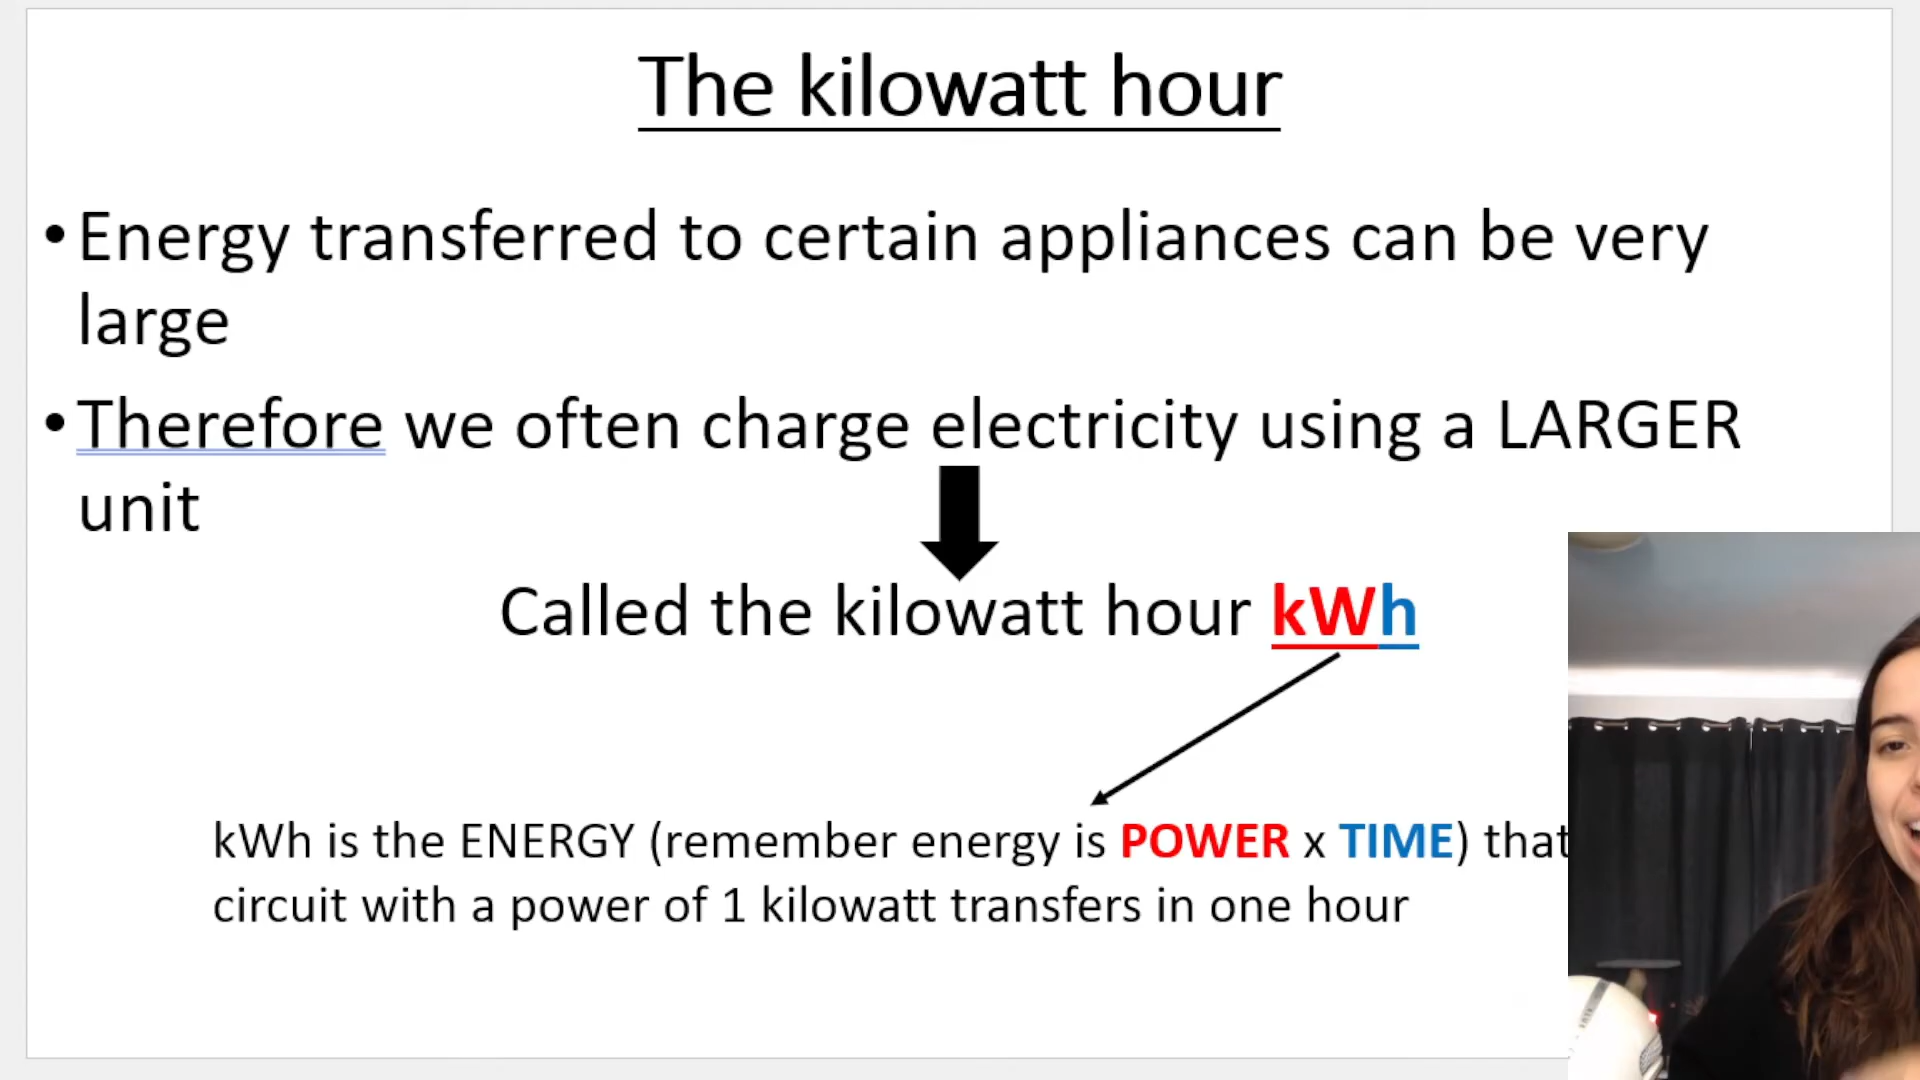 The kilowatt hour
• Energy transferred to certain appliances can be very
large
• Therefore we often charge electricity using a LARGER
unit
Called the kilowatt hour kWh
kWh is the ENERGY (remember energy is POWER x TIME) that
circuit with a power of 1 kilowatt transfers in one hour